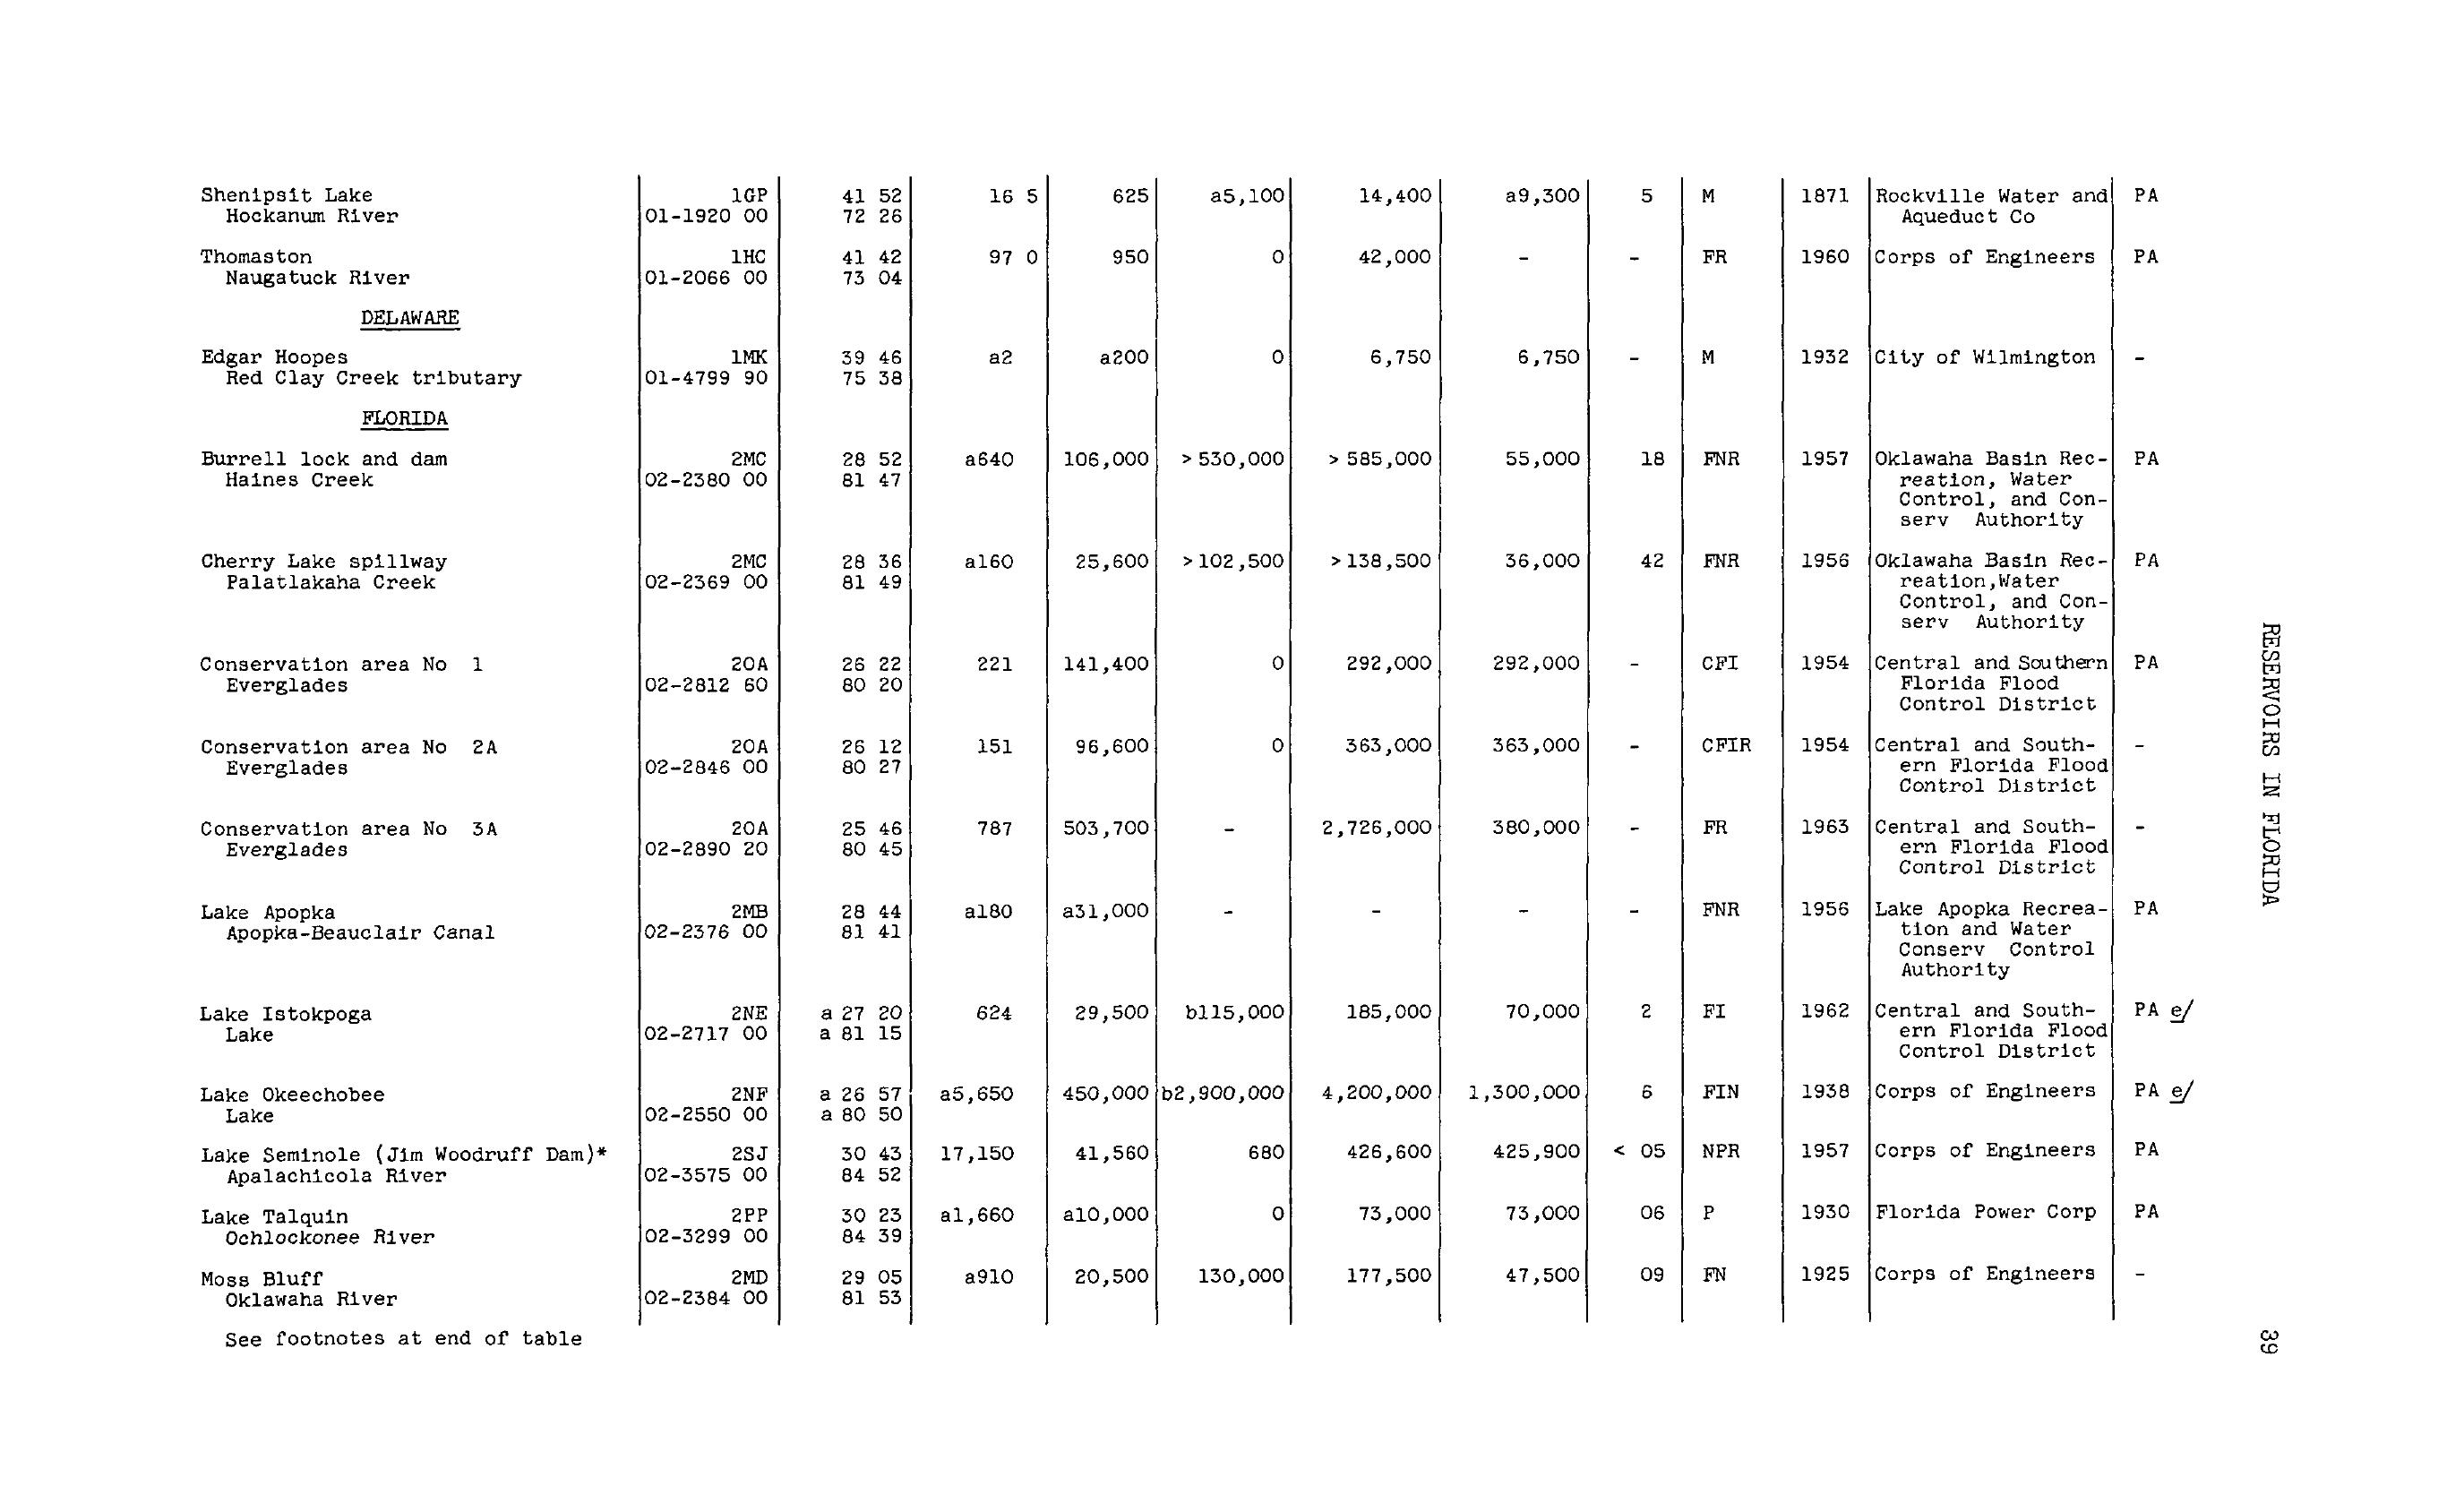 Shenipsit Lake 1GP 41 52 16 5 625 a5,100 14,400 a9,300 5 M 1871 Rockville Water and PA
Hockanum River 01-1920 00 72 26 Aqueduct Co
Thomaston 1HC 41 42 97 0 950 0 42,000 - - FR 1960 Corps of Engineers PA
Naugatuck River 01-2066 00 73 04
DELAWARE
Edgar Hoopes 1MK 39 46 a2 a200 0 6,750 6,750 - M 1932 City of Wilmington -
Red Clay Creek tributary 01-4799 90 75 38
FLORIDA
Burrell lock and dam 2MC 28 52 a640 106,000 >530,000 >585,000 55,000 18 FNR 1957 Oklawaha Basin Rec- PA
Haines Creek 02-2380 00 81 47 reation, Water
Control, and Con-
serv Authority
Cherry Lake spillway 2MC 28 36 a160 25,600 >102,500 >138,500 36,000 42 FNR 1956 Oklawaha Basin Rec- PA
Palatlakaha Creek 02-2369 00 81 49 reation,Water
Control, and Con-
serv Authority
Conservation area No 1 20A 26 22 221 141,400 0 292,000 292,000 - CFI 1954 Central and Southern PA
Everglades 02-2812 60 80 20 Florida Flood
Control District
Conservation area No 2A 20A 26 12 151 96,600 0 363,000 363,000 - CFIR 1954 Central and South- -
Everglades 02-2846 00 80 27 ern Florida Flood
Control District
Conservation area No 3A 20A 25 46 787 503,700 - 2,726,000 380,000 - FR 1963 Central and South- -
Everglades 02-2890 20 80 45 ern Florida Flood
Control District
Lake Apopka 2MB 28 44 a180 a31,000 - - - - FNR 1956 Lake Apopka Recrea- PA
Apopka-Beauclair Canal 02-2376 00 81 41 tion and Water
Conserv Control
Authority
Lake Istokpoga 2NE a 27 20 624 29,500 b115,000 185,000 70,000 2 FI 1962 Central and South- PA e/
Lake 02-2717 00 a 81 15 ern Florida Flood
Control District
Lake Okeechobee 2NF a 26 57 a5,650 450,000 b2,900,000 4,200,000 1,300,000 6 FIN 1938 Corps of Engineers PA e/
Lake 02-2550 00 a 80 50
Lake Seminole (Jim Woodruff Dam)* 2SJ 30 43 17,150 41,560 680 426,600 425,900 < 05 NPR 1957 Corps of Engineers PA
Apalachicola River 02-3575 00 84 52
Lake Talquin 2PP 30 23 a1,660 a10,000 0 73,000 73,000 06 P 1930 Florida Power Corp PA
Ochlockonee River 02-3299 00 84 39
Moss Bluff 2MD 29 05 a910 20,500 130,000 177,500 47,500 09 FN 1925 Corps of Engineers -
Oklawaha River 02-2384 00 81 53
See footnotes at end of table
RESERVOIRS IN FLORIDA
39